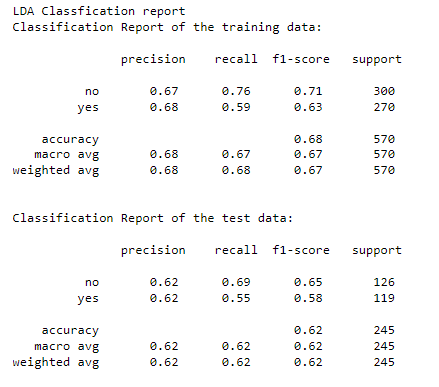 LDA Classfication report
Classification Report of the training data:
precision recall f1-score support
no 0.67 0.76 0.71 300
yes 0.68 0.59 0.63 270
accuracy 0.68 570
macro avg 0.68 0.67 0.67 570
weighted avg 0.68 0.68 0.67 570
Classification Report of the test data:
precision recall f1-score support
no 0.62 0.69 0.65 126
yes 0.62 0.55 0.58 119
accuracy 0.62 245
macro avg 0.62 0.62 0.62 245
weighted avg 0.62 0.62 0.62 245